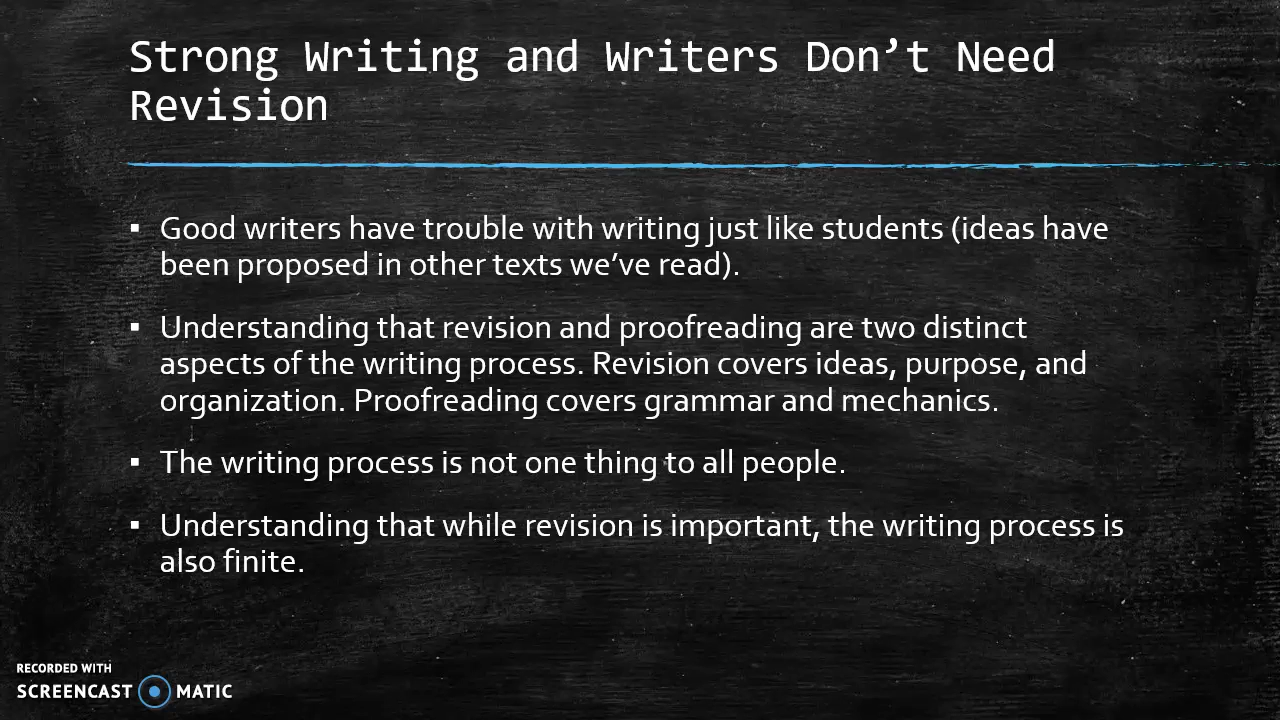 Strong Writing and Writers Don’t Need
Revision
▪ Good writers have trouble with writing just like students (ideas have
been proposed in other texts we’ve read).
▪ Understanding that revision and proofreading are two distinct
aspects of the writing process. Revision covers ideas, purpose, and
organization. Proofreading covers grammar and mechanics.
▪ The writing process is not one thing to all people.
▪ Understanding that while revision is important, the writing process is
also finite.
RECORDED WITH
SCREENCAST MATIC